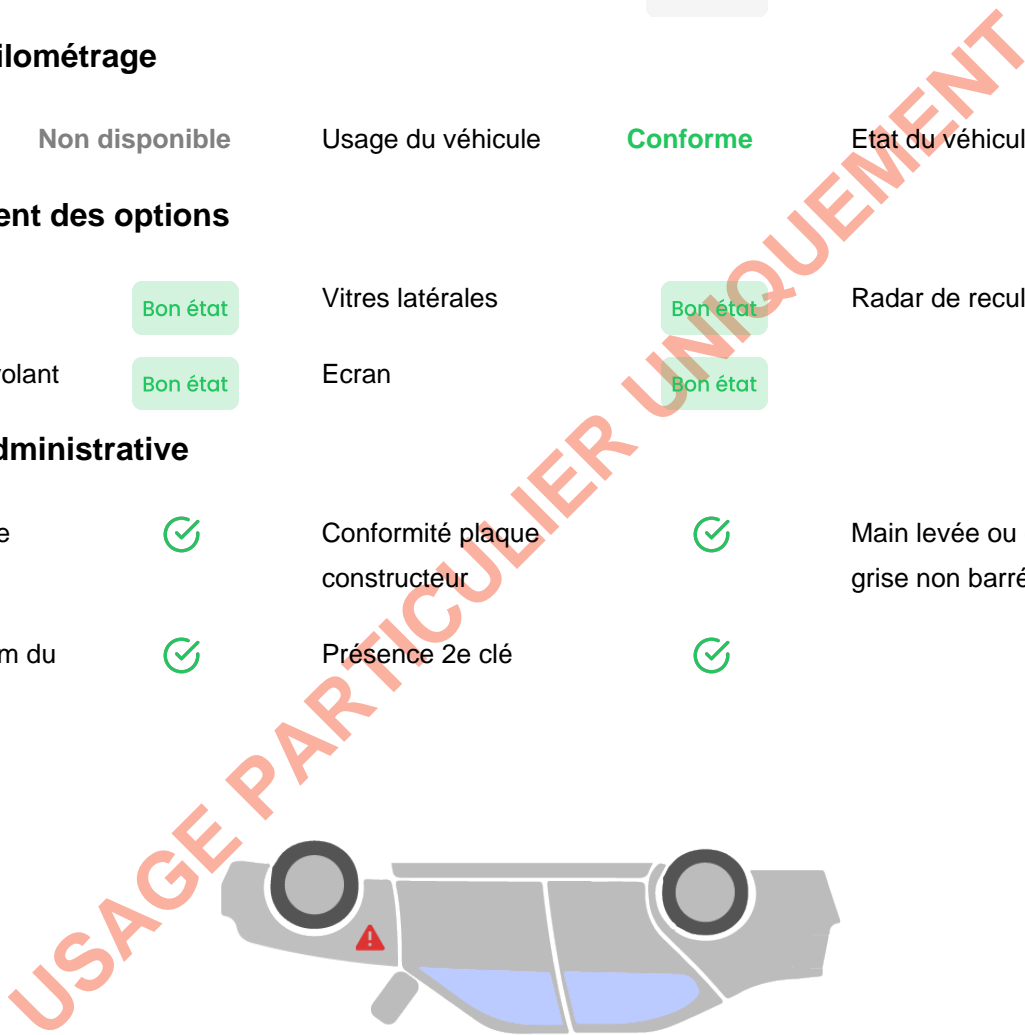 ilométrage
Non disponible Usage du véhicule Conforme Etat du véhicul
ent des options
Bon état Vitres latérales Bon état Radar de recul
olant Bon état Ecran Bon état
dministrative
e Conformité plaque Main levée ou
constructeur grise non barré
m du Présence 2e clé
USAGE PARTICULIER UNIQUEMENT